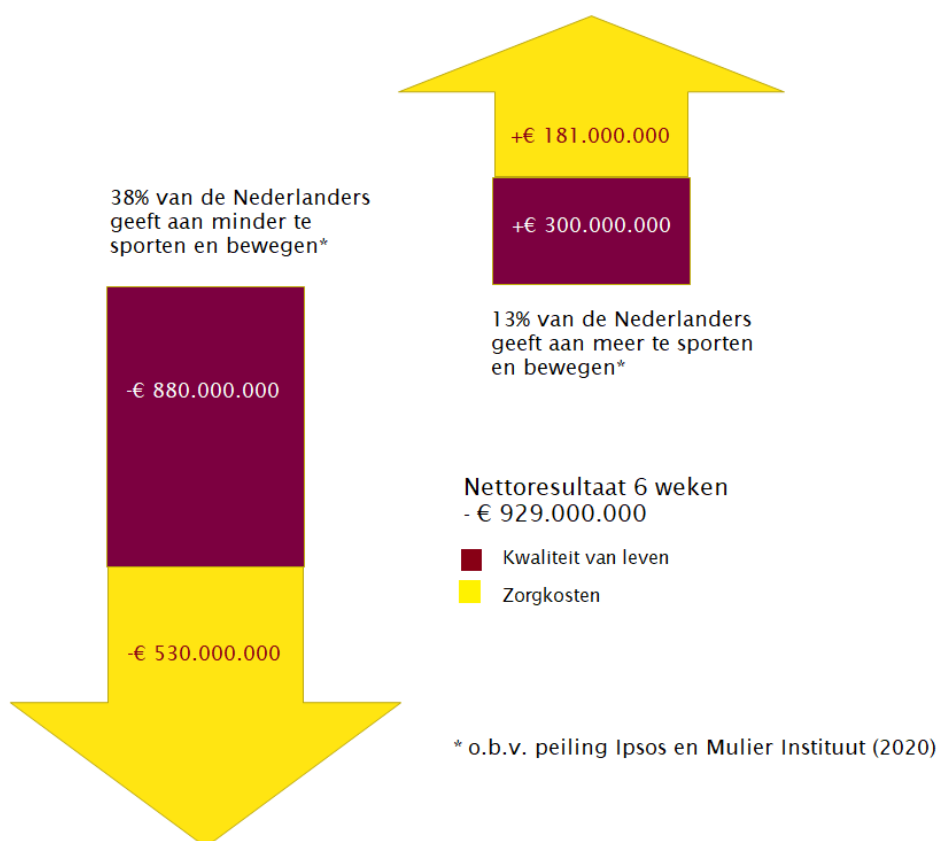 +€ 181.000.000
+€ 300.000.000
13% van de Nederlanders
geeft aan meer te sporten
en bewegen*
38% van de Nederlanders
geeft aan minder te
sporten en bewegen*
-€ 880.000.000
-€ 530.000.000
Nettoresultaat 6 weken
- € 929.000.000
Kwaliteit van leven
Zorgkosten
* o.b.v. peiling Ipsos en Mulier Instituut (2020)